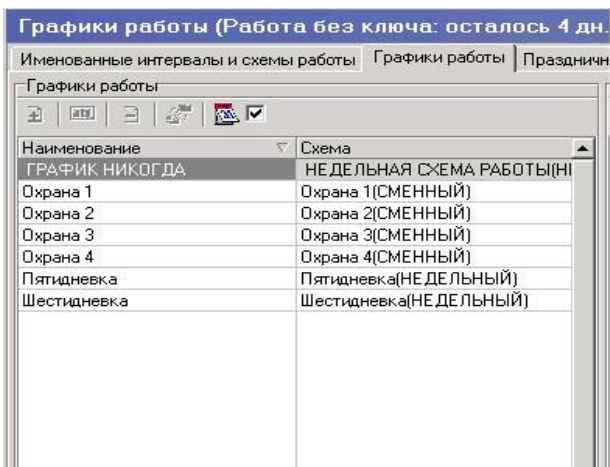 Графики работы (Работа без ключа: осталось 4 дн.
Именованные интервалы и схемы работы Графики работы Праздничн
Графики работы
Наименование Схема
ГРАФИК НИКОГДА НЕДЕЛЬНАЯ СХЕМА РАБОТЫ(НІ
Охрана 1 Охрана 1(СМЕННЫЙ)
Охрана 2 Охрана 2(СМЕННЫЙ)
Охрана 3 Охрана 3(СМЕННЫЙ)
Охрана 4 Охрана 4(СМЕННЫЙ)
Пятидневка Пятидневка(НЕДЕЛЬНЫЙ)
Шестидневка Шестидневка(НЕДЕЛЬНЫЙ)